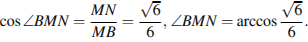 cos∠BMN = MN/MB = √6/6, ∠BMN = arccos √6/6.